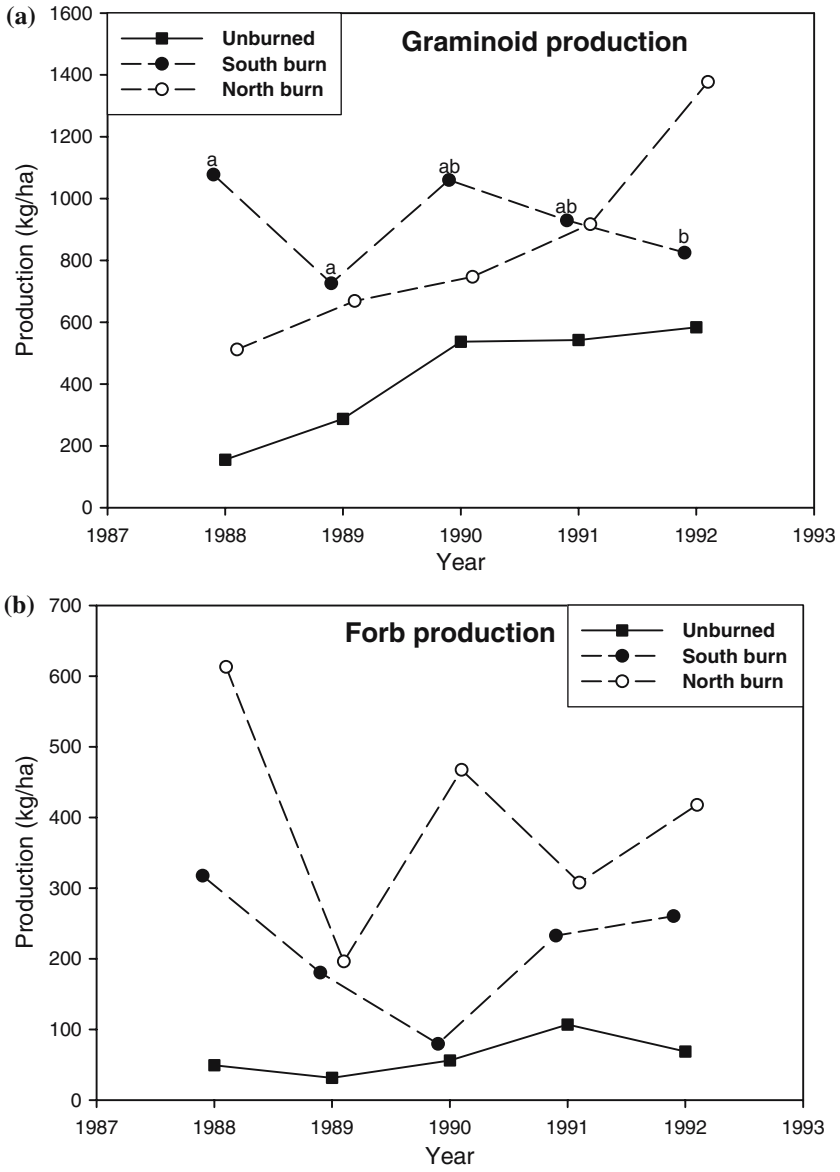 (a)
Graminoid production
Unburned
South burn
North burn
Production (kg/ha)
1600
1400
1200
1000
800
600
400
200
0
a
a
ab
ab
b
1987
1988
1989
1990
1991
1992
1993
Year
(b)
Forb production
Unburned
South burn
North burn
Production (kg/ha)
700
600
500
400
300
200
100
0
1987
1988
1989
1990
1991
1992
1993
Year